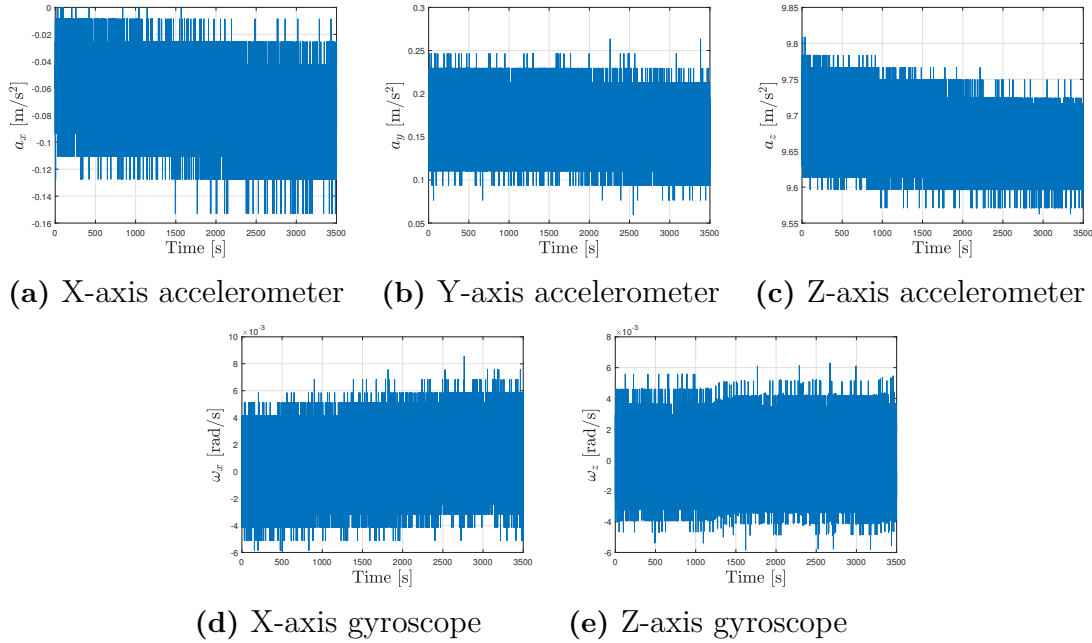 0
-0.02
-0.04
-0.06
-0.08
-0.1
-0.12
-0.14
-0.16
a_x [m/s²]
0 500 1000 1500 2000 2500 3000 3500
Time [s]
(a) X-axis accelerometer
0.3
0.25
0.2
0.15
0.1
0.05
a_y [m/s²]
0 500 1000 1500 2000 2500 3000 3500
Time [s]
(b) Y-axis accelerometer
9.85
9.8
9.75
9.7
9.65
9.6
9.55
a_z [m/s²]
0 500 1000 1500 2000 2500 3000 3500
Time [s]
(c) Z-axis accelerometer
×10⁻³
10
8
6
4
2
0
-2
-4
-6
ω_x [rad/s]
0 500 1000 1500 2000 2500 3000 3500
Time [s]
(d) X-axis gyroscope
×10⁻³
8
6
4
2
0
-2
-4
-6
ω_z [rad/s]
0 500 1000 1500 2000 2500 3000 3500
Time [s]
(e) Z-axis gyroscope